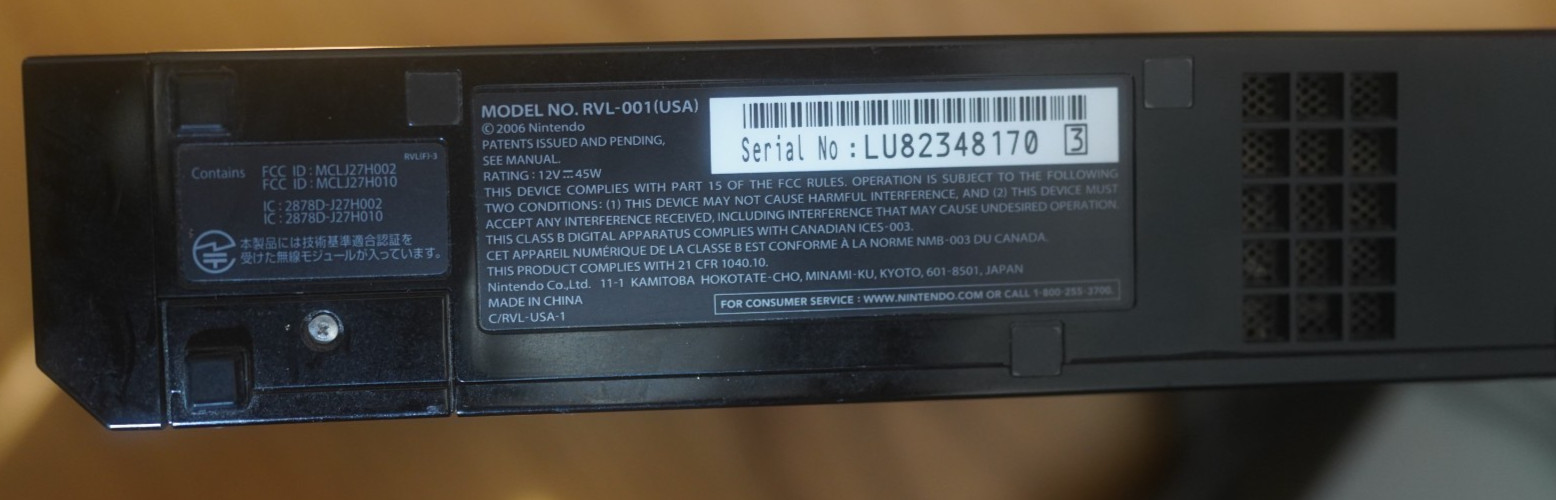 RVL(F)-3
Contains FCC ID : MCLJ27H002
FCC ID : MCLJ27H010
IC : 2878D-J27H002
IC : 2878D-J27H010
本製品には技術基準適合認証を
受けた無線モジュールが入っています。
MODEL NO. RVL-001(USA)
© 2006 Nintendo
PATENTS ISSUED AND PENDING,
SEE MANUAL.
RATING : 12V⎓45W
Serial No : LU82348170 3
THIS DEVICE COMPLIES WITH PART 15 OF THE FCC RULES. OPERATION IS SUBJECT TO THE FOLLOWING
TWO CONDITIONS: (1) THIS DEVICE MAY NOT CAUSE HARMFUL INTERFERENCE, AND (2) THIS DEVICE MUST
ACCEPT ANY INTERFERENCE RECEIVED, INCLUDING INTERFERENCE THAT MAY CAUSE UNDESIRED OPERATION.
THIS CLASS B DIGITAL APPARATUS COMPLIES WITH CANADIAN ICES-003.
CET APPAREIL NUMÉRIQUE DE LA CLASSE B EST CONFORME À LA NORME NMB-003 DU CANADA.
THIS PRODUCT COMPLIES WITH 21 CFR 1040.10.
Nintendo Co.,Ltd. 11-1 KAMITOBA HOKOTATE-CHO, MINAMI-KU, KYOTO, 601-8501, JAPAN
MADE IN CHINA
C/RVL-USA-1
FOR CONSUMER SERVICE : WWW.NINTENDO.COM OR CALL 1-800-255-3700.